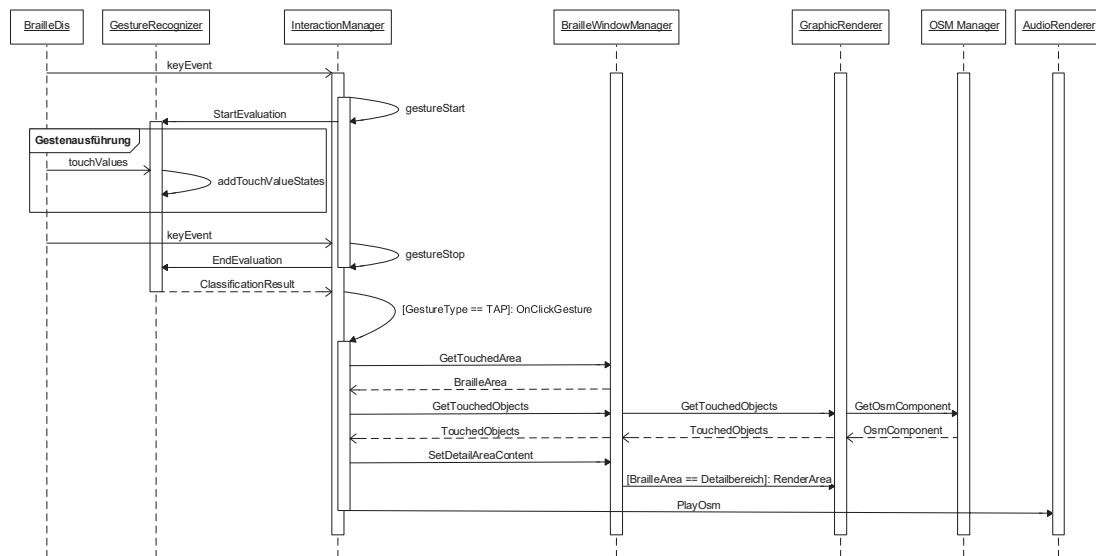 BrailleDis
GestureRecognizer
InteractionManager
BrailleWindowManager
GraphicRenderer
OSM Manager
AudioRenderer
keyEvent
gestureStart
StartEvaluation
Gestenausführung
touchValues
addTouchValueStates
keyEvent
gestureStop
EndEvaluation
ClassificationResult
[GestureType == TAP]: OnClickGesture
GetTouchedArea
BrailleArea
GetTouchedObjects
GetTouchedObjects
GetOsmComponent
TouchedObjects
TouchedObjects
OsmComponent
SetDetailAreaContent
[BrailleArea == Detailbereich]: RenderArea
PlayOsm